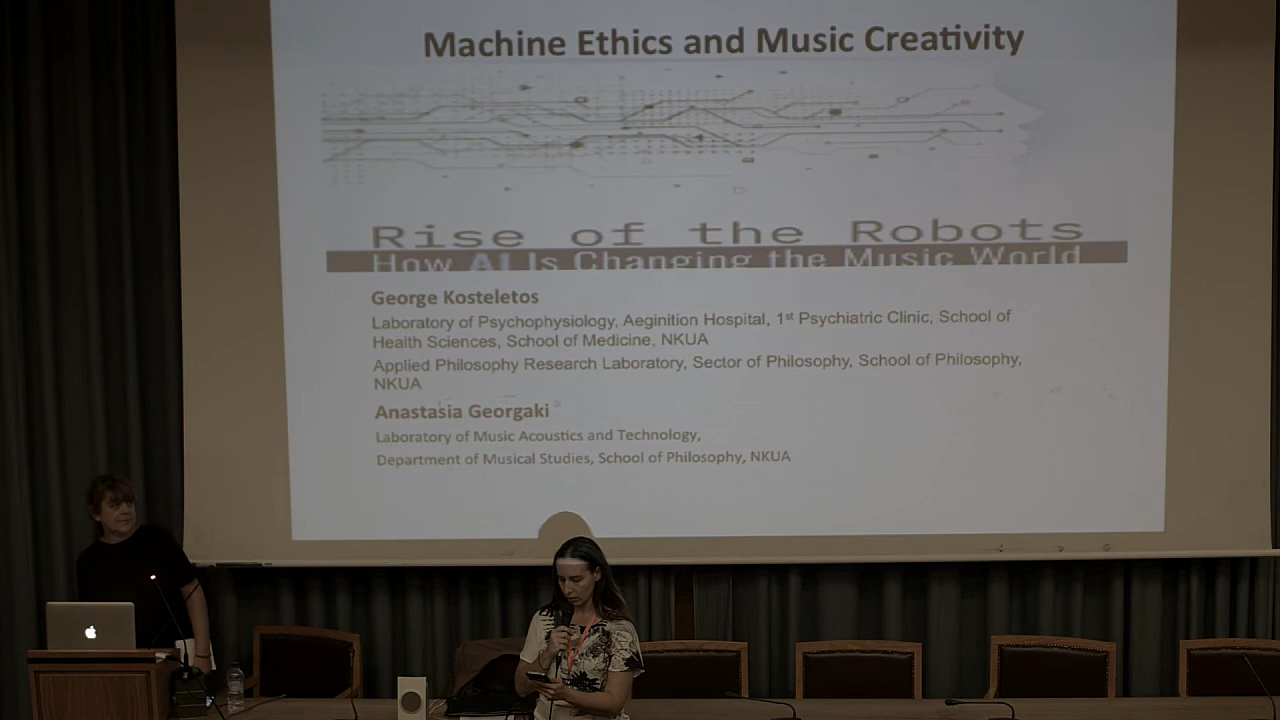 Machine Ethics and Music Creativity
Rise of the Robots
How AI Is Changing the Music World
George Kosteletos
Laboratory of Psychophysiology, Aeginition Hospital, 1st Psychiatric Clinic, School of
Health Sciences, School of Medicine, NKUA
Applied Philosophy Research Laboratory, Sector of Philosophy, School of Philosophy,
NKUA
Anastasia Georgaki
Laboratory of Music Acoustics and Technology,
Department of Musical Studies, School of Philosophy, NKUA